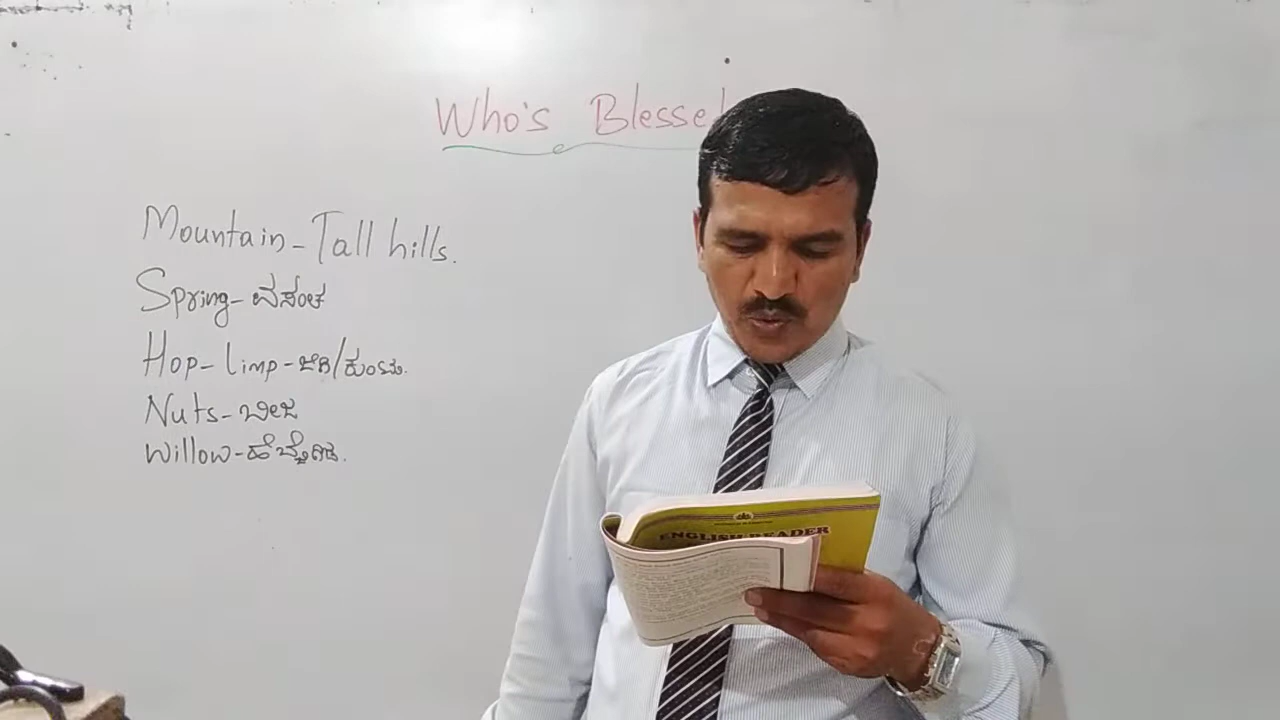 Who's Blesse
Mountain - Tall hills.
Spring - ವಸಂತ
Hop - limp - ಜಿಗಿ/ಕುಂಟು.
Nuts - ಬೀಜ
Willow -
ENGLISH READER